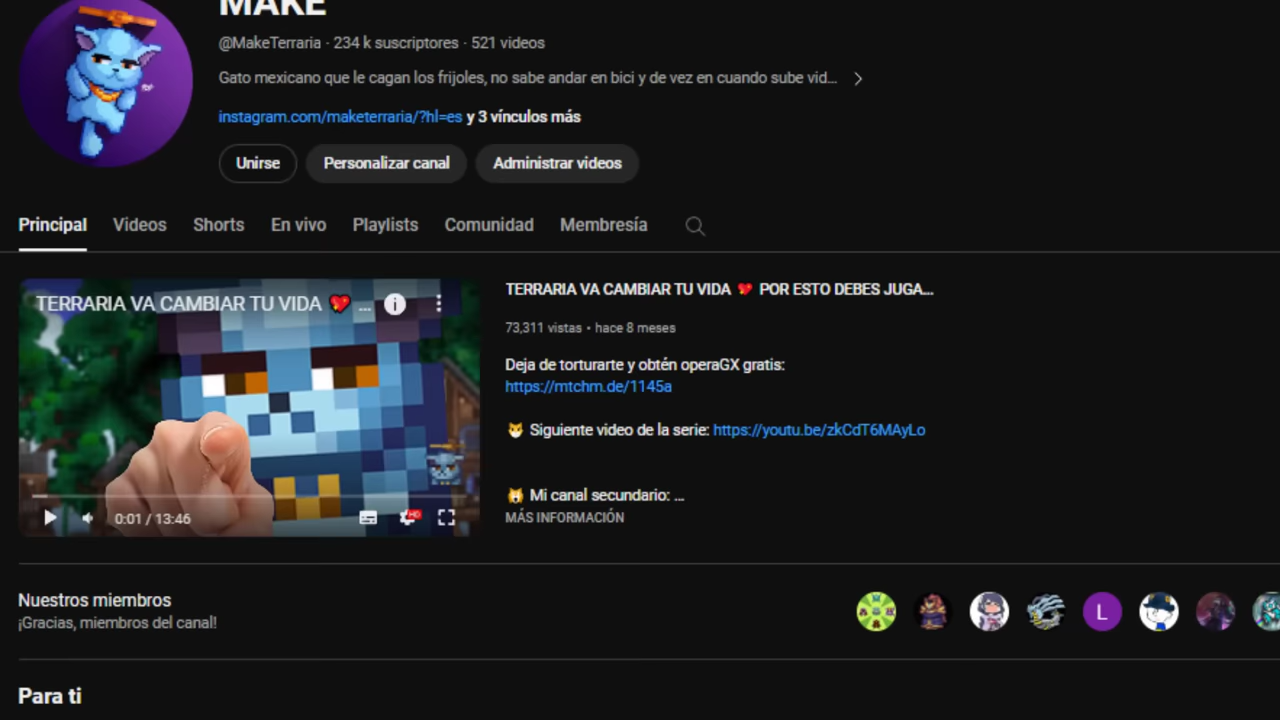 MAKE
@MakeTerraria · 234 k suscriptores · 521 videos
Gato mexicano que le cagan los frijoles, no sabe andar en bici y de vez en cuando sube vid...
instagram.com/maketerraria/?hl=es y 3 vínculos más
Unirse Personalizar canal Administrar videos
Principal Videos Shorts En vivo Playlists Comunidad Membresía
TERRARIA VA CAMBIAR TU VIDA 💖 ...
0:01 / 13:46
HD
TERRARIA VA CAMBIAR TU VIDA 💖 POR ESTO DEBES JUGA...
73,311 vistas • hace 8 meses
Deja de torturarte y obtén operaGX gratis:
https://mtchm.de/1145a
🐱 Siguiente video de la serie: https://youtu.be/zkCdT6MAyLo
🙀 Mi canal secundario: ...
MÁS INFORMACIÓN
Nuestros miembros
¡Gracias, miembros del canal!
L
Para ti